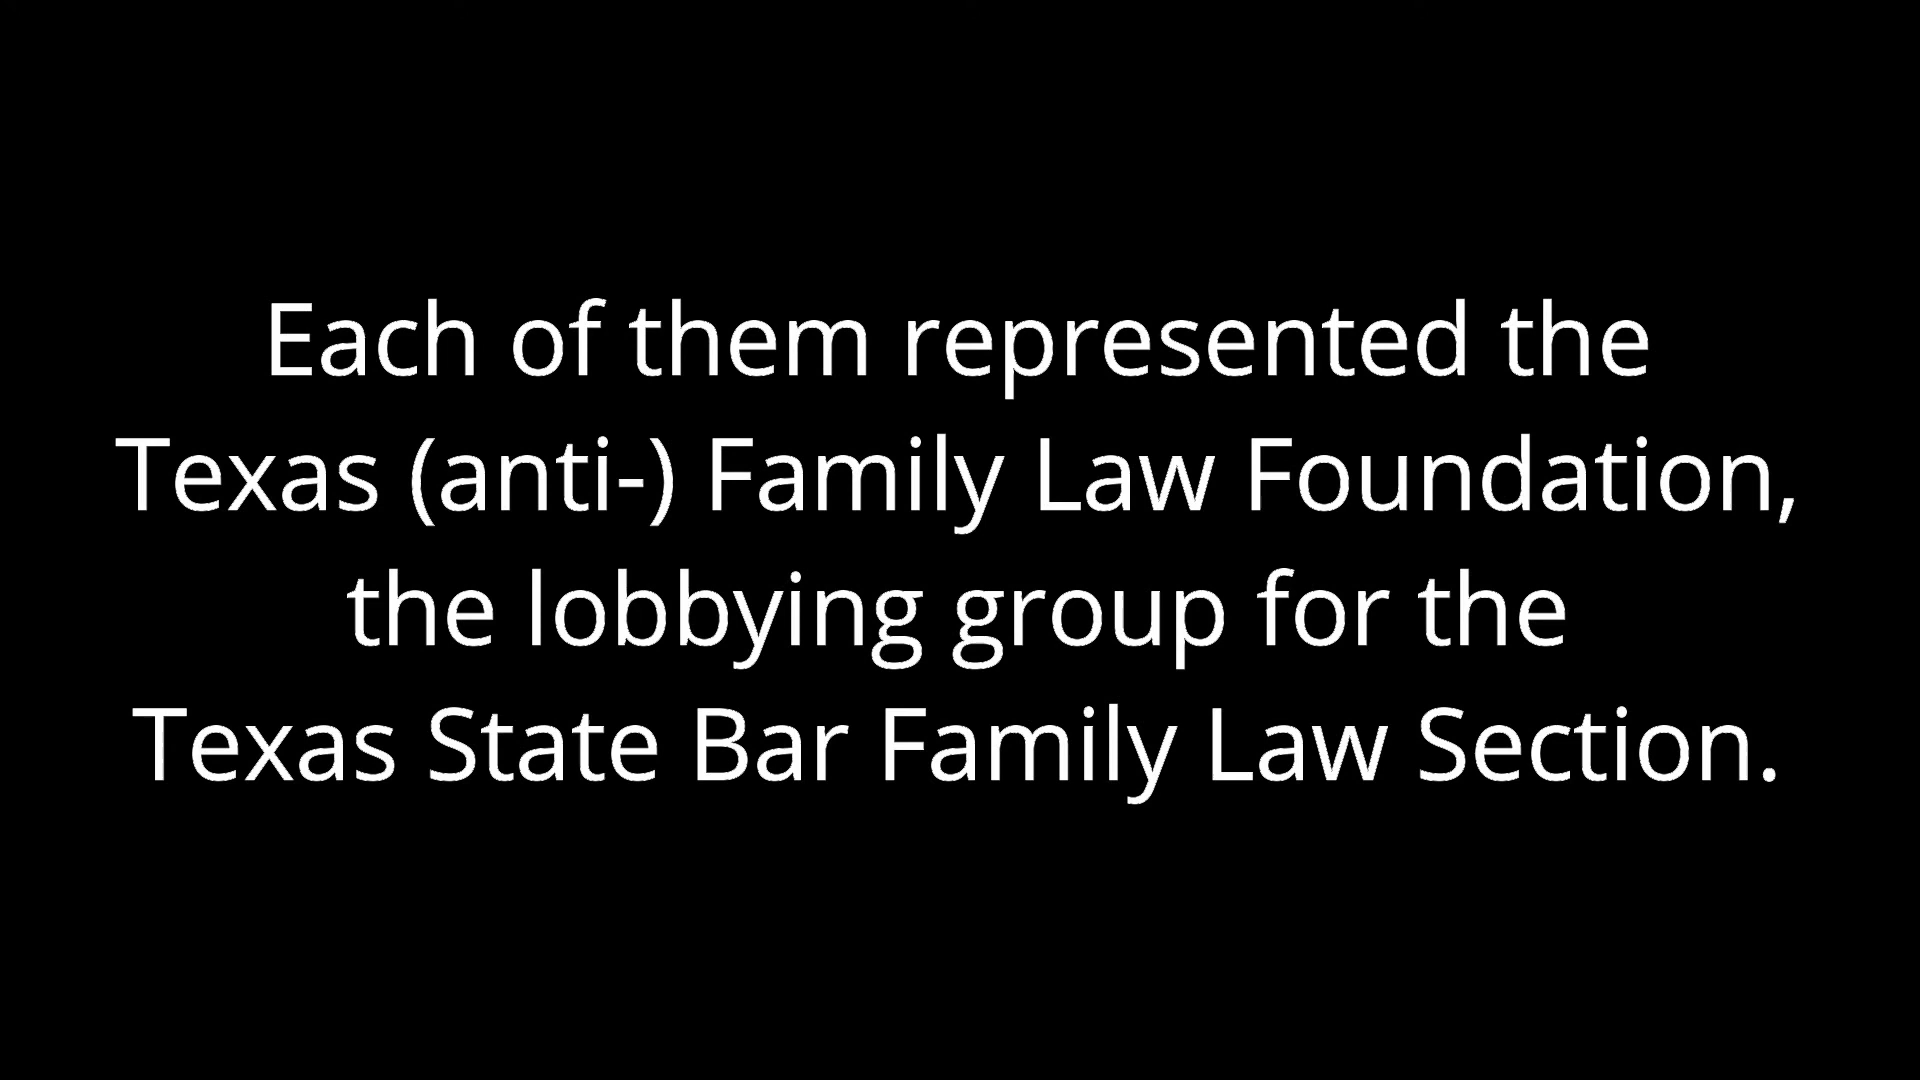 Each of them represented the
Texas (anti-) Family Law Foundation,
the lobbying group for the
Texas State Bar Family Law Section.